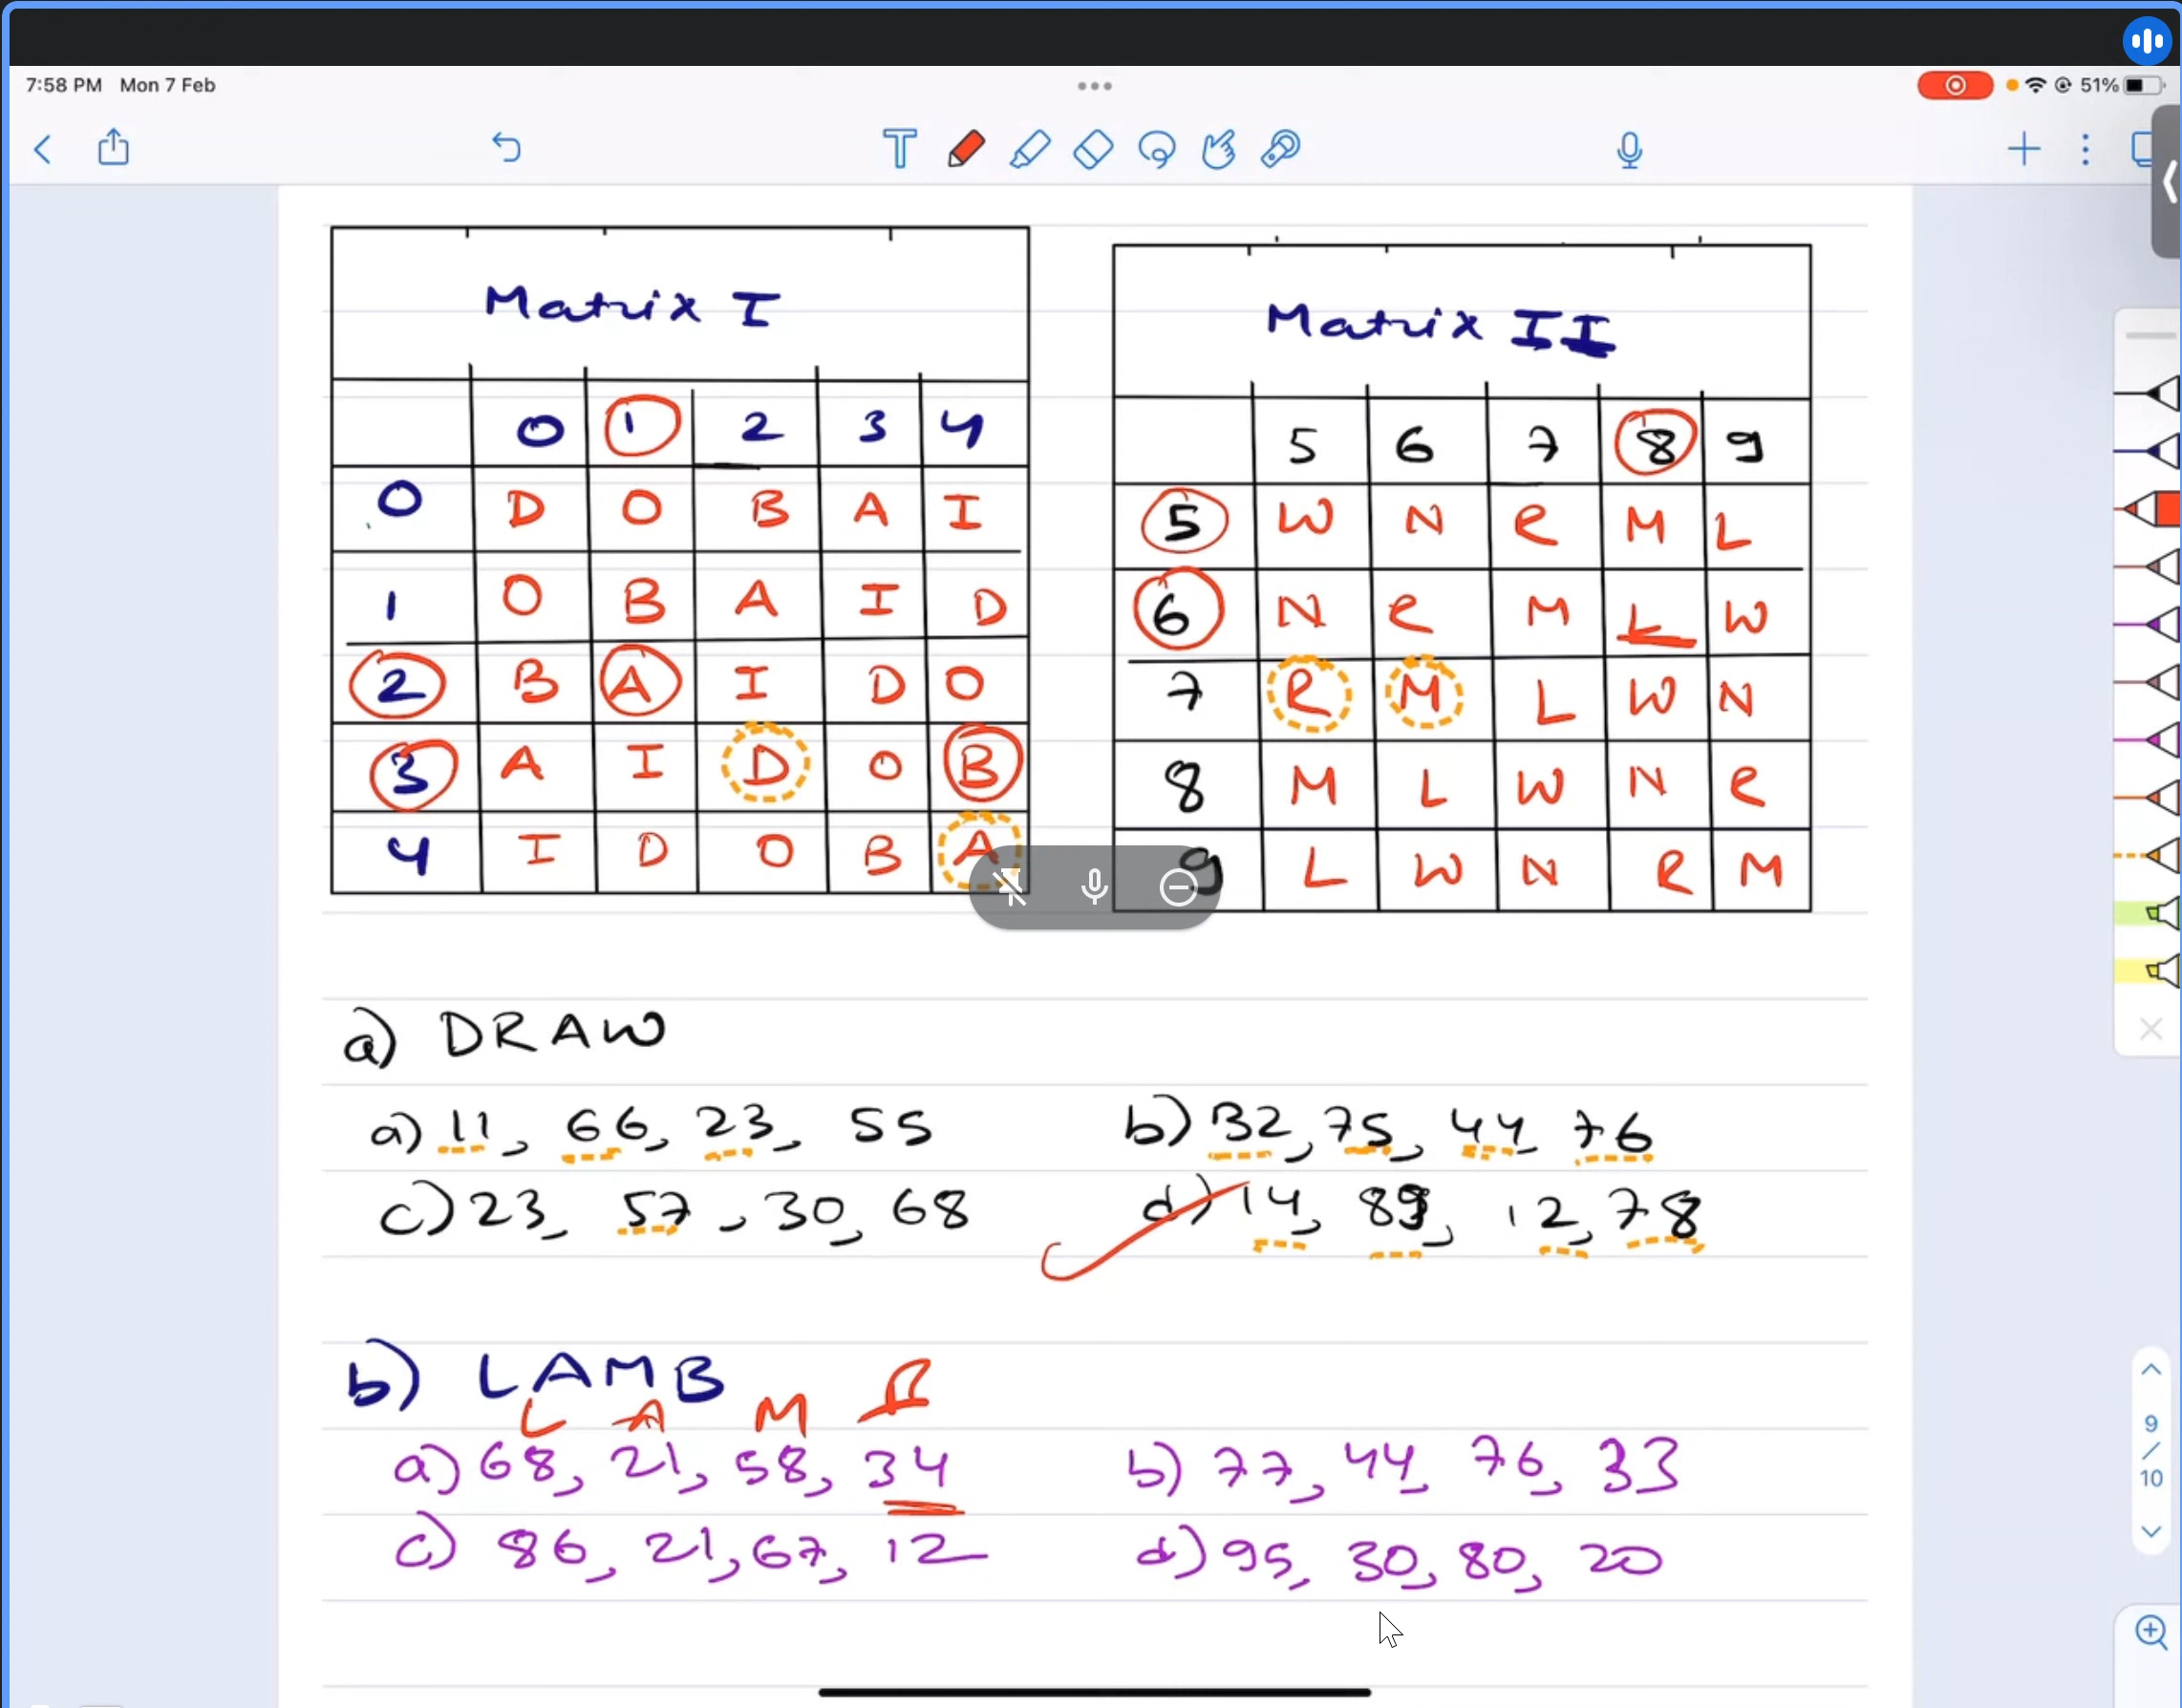 7:58 PM Mon 7 Feb
51%
Matrix I
0 1 2 3 4
0 D O B A I
1 O B A I D
2 B A I D O
3 A I D O B
4 I D O B A
Matrix II
5 6 7 8 9
5 W N R M L
6 N R M L W
7 R M L W N
8 M L W N R
9 L W N R M
a) DRAW
a) 11, 66, 23, 55
b) 32, 75, 44, 76
c) 23, 57, 30, 68
d) 14, 89, 12, 78
b) LAMB
L A M B
a) 68, 21, 58, 34
b) 77, 44, 76, 33
c) 86, 21, 67, 12
d) 95, 30, 80, 20
9
/
10